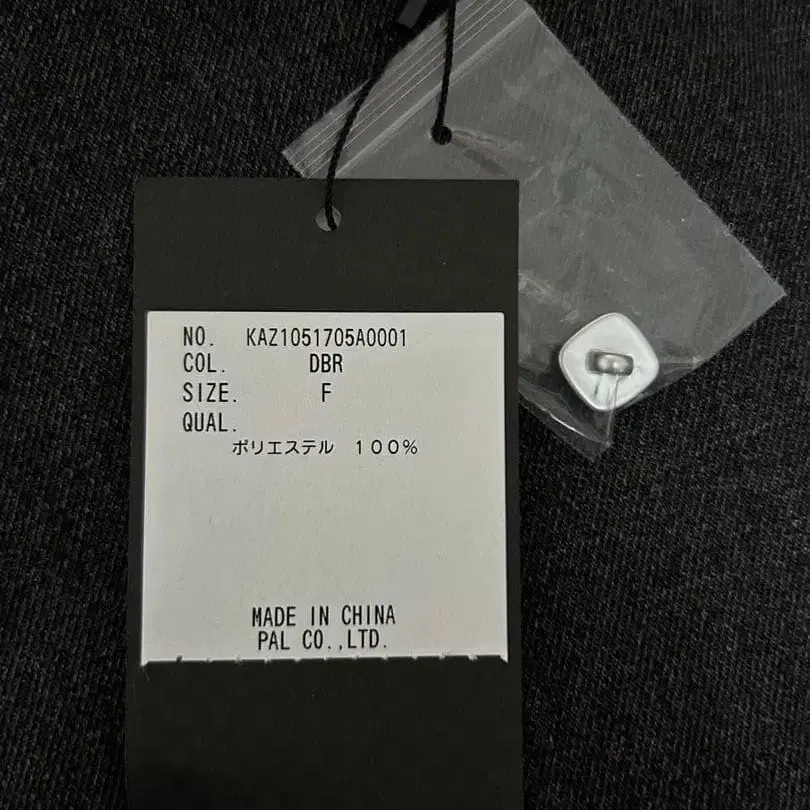 NO. KAZ1051705A0001
COL. DBR
SIZE. F
QUAL.
ポリエステル １００％
MADE IN CHINA
PAL CO.,LTD.